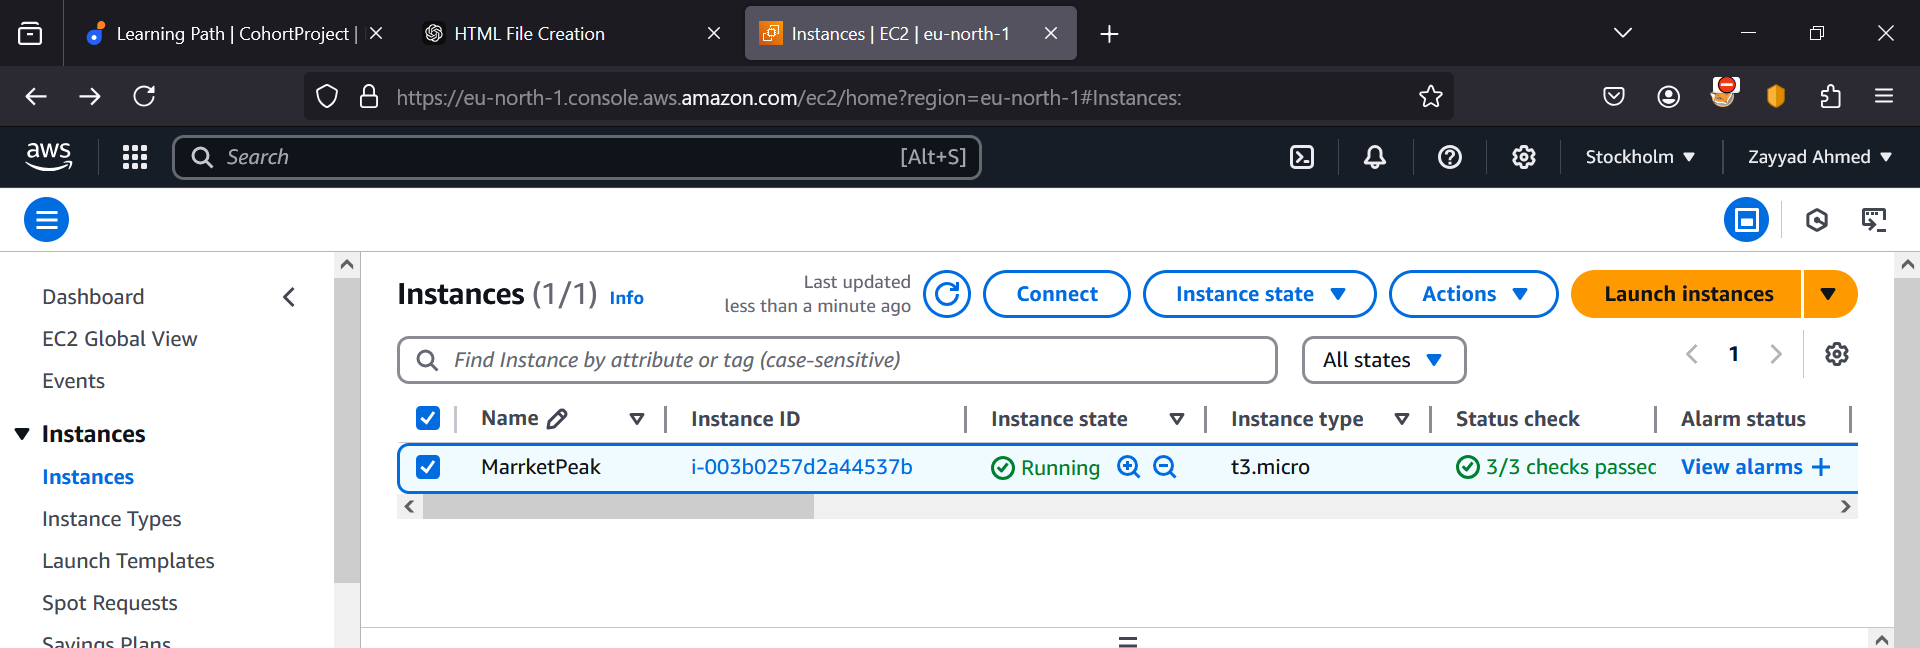 Learning Path | CohortProject |
HTML File Creation
Instances | EC2 | eu-north-1
https://eu-north-1.console.aws.amazon.com/ec2/home?region=eu-north-1#Instances:
aws
Search
[Alt+S]
Stockholm
Zayyad Ahmed
Dashboard
EC2 Global View
Events
Instances
Instances
Instance Types
Launch Templates
Spot Requests
Savings Plans
Instances (1/1) Info
Last updated
less than a minute ago
Connect
Instance state
Actions
Launch instances
Find Instance by attribute or tag (case-sensitive)
All states
1
Name Instance ID Instance state Instance type Status check Alarm status
MarrketPeak i-003b0257d2a44537b Running t3.micro 3/3 checks passec View alarms +